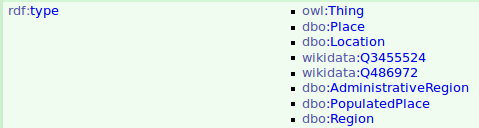 rdf:type
owl:Thing
dbo:Place
dbo:Location
wikidata:Q3455524
wikidata:Q486972
dbo:AdministrativeRegion
dbo:PopulatedPlace
dbo:Region